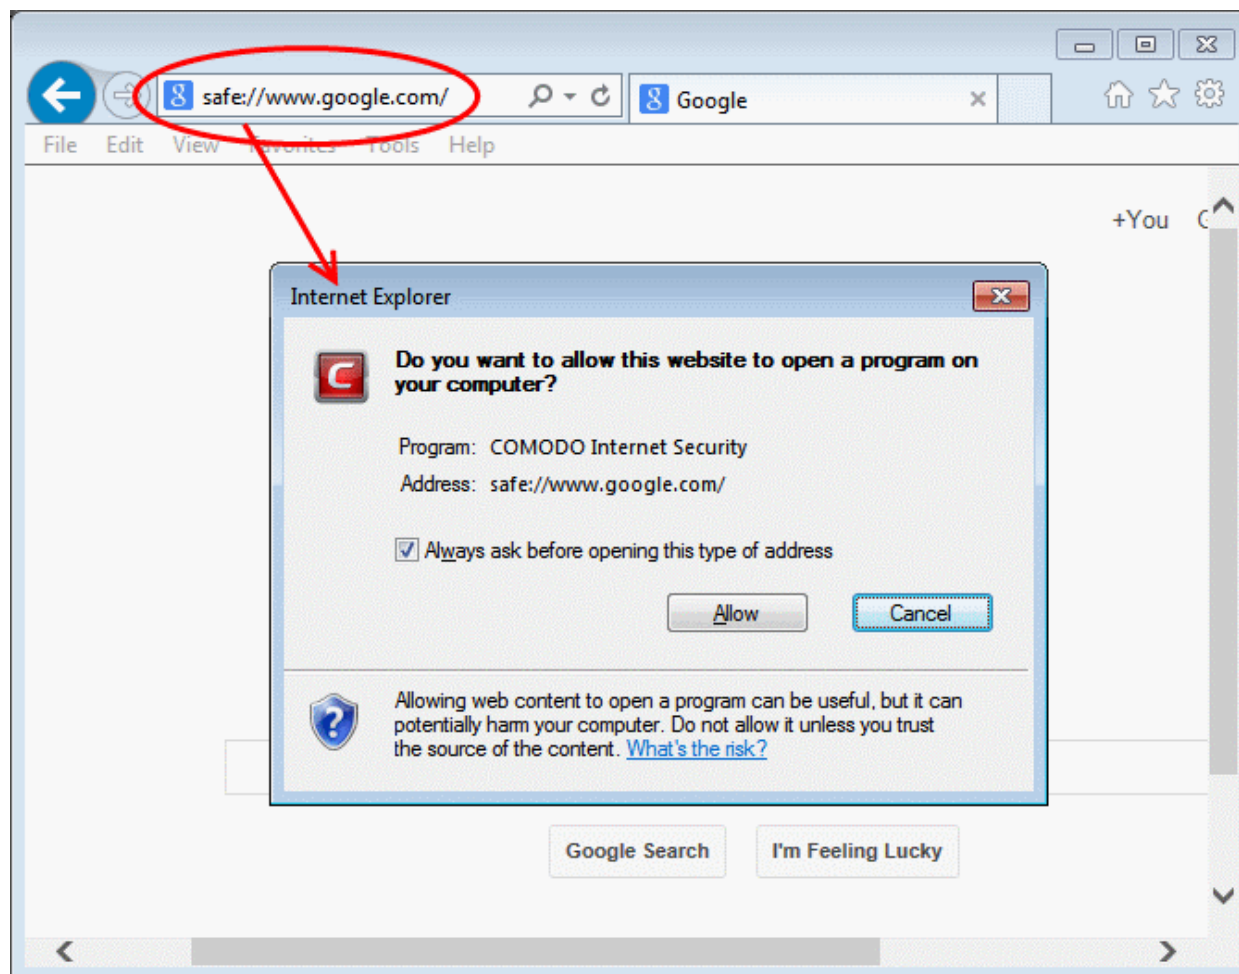 safe://www.google.com/
Google
File Edit View Favorites Tools Help
+You
Internet Explorer
Do you want to allow this website to open a program on
your computer?
Program: COMODO Internet Security
Address: safe://www.google.com/
Always ask before opening this type of address
Allow Cancel
Allowing web content to open a program can be useful, but it can
potentially harm your computer. Do not allow it unless you trust
the source of the content. What's the risk?
Google Search I'm Feeling Lucky